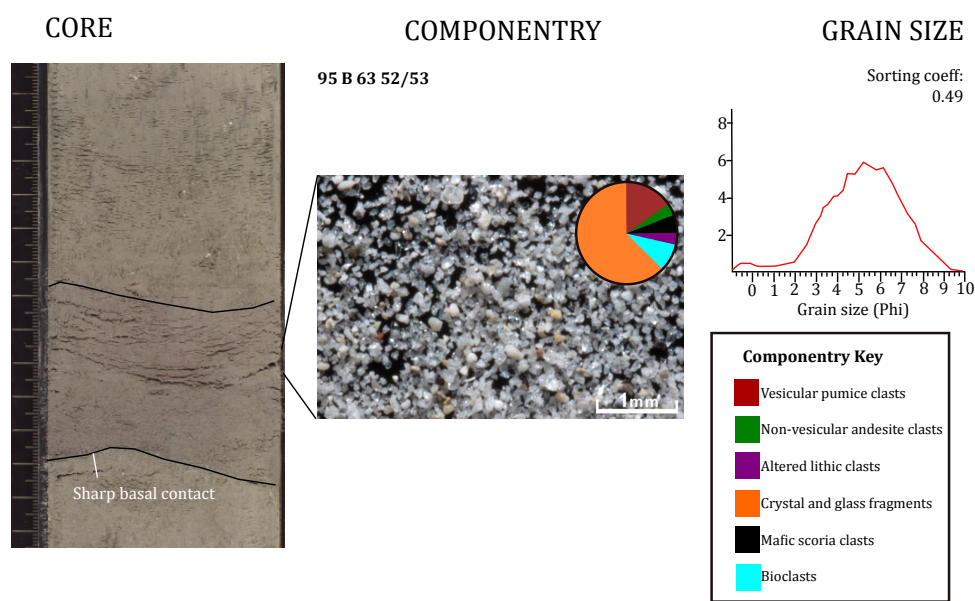 CORE
COMPONENTRY
GRAIN SIZE
95 B 63 52/53
Sorting coeff:
0.49
8
6
4
2
0 1 2 3 4 5 6 7 8 9 10
Grain size (Phi)
1mm
Sharp basal contact
Componentry Key
Vesicular pumice clasts
Non-vesicular andesite clasts
Altered lithic clasts
Crystal and glass fragments
Mafic scoria clasts
Bioclasts